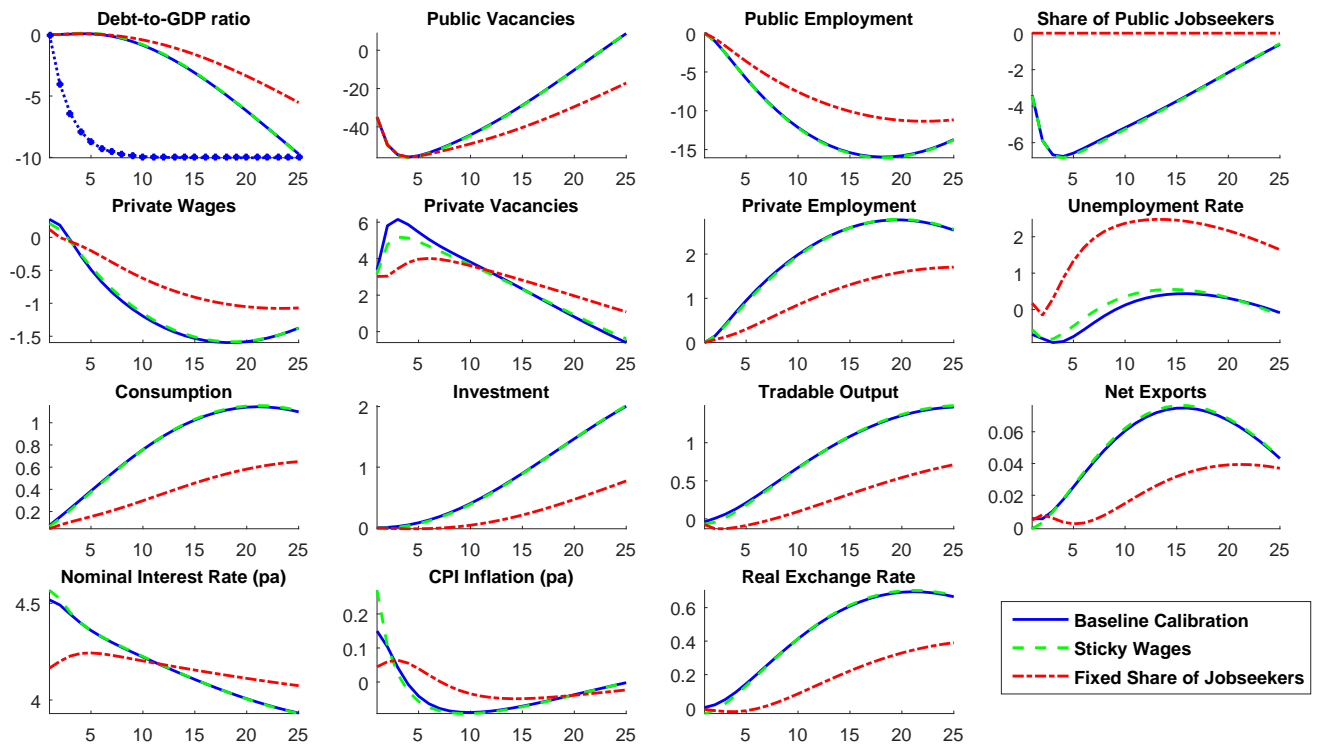 Debt-to-GDP ratio
0
-5
-10
5 10 15 20 25
Public Vacancies
0
-20
-40
5 10 15 20 25
Public Employment
0
-5
-10
-15
5 10 15 20 25
Share of Public Jobseekers
0
-2
-4
-6
5 10 15 20 25
Private Wages
0
-0.5
-1
-1.5
5 10 15 20 25
Private Vacancies
6
4
2
0
5 10 15 20 25
Private Employment
2
1
0
5 10 15 20 25
Unemployment Rate
2
1
0
5 10 15 20 25
Consumption
1
0.8
0.6
0.4
0.2
5 10 15 20 25
Investment
2
1
0
5 10 15 20 25
Tradable Output
1
0.5
0
5 10 15 20 25
Net Exports
0.06
0.04
0.02
0
5 10 15 20 25
Nominal Interest Rate (pa)
4.5
4
5 10 15 20 25
CPI Inflation (pa)
0.2
0.1
0
5 10 15 20 25
Real Exchange Rate
0.6
0.4
0.2
0
5 10 15 20 25
Baseline Calibration
Sticky Wages
Fixed Share of Jobseekers